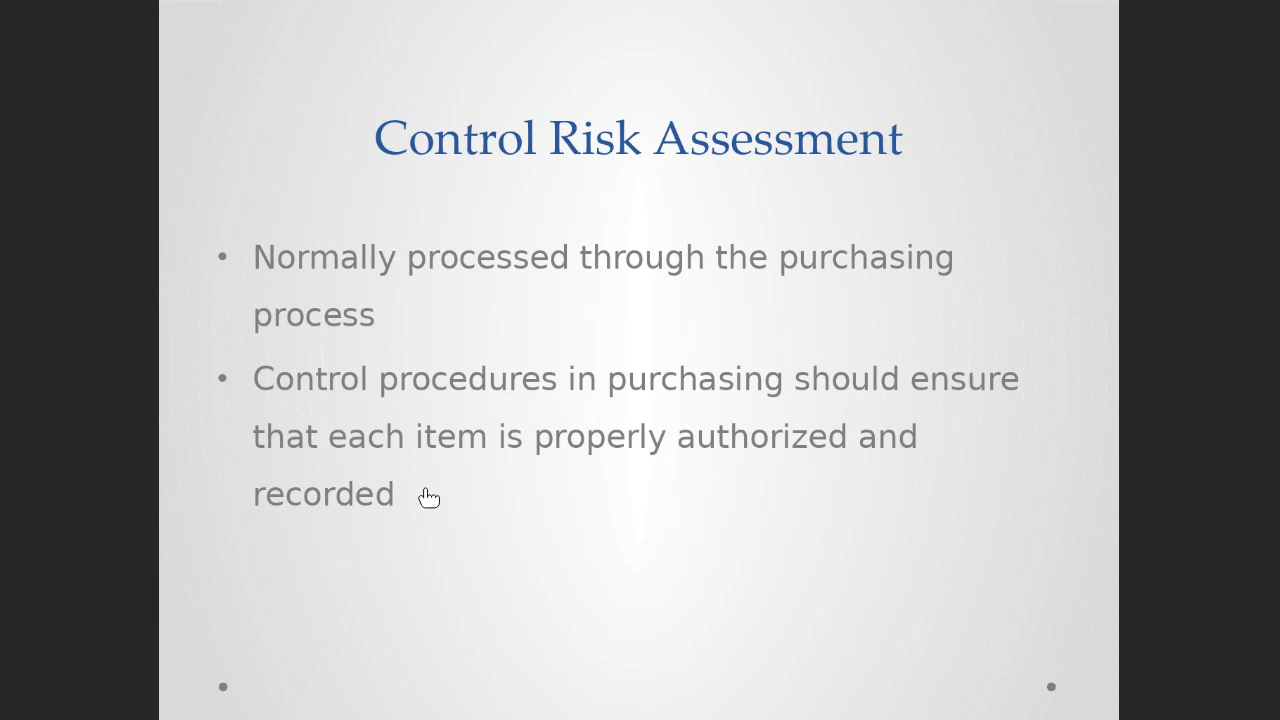 Control Risk Assessment
• Normally processed through the purchasing
process
• Control procedures in purchasing should ensure
that each item is properly authorized and
recorded